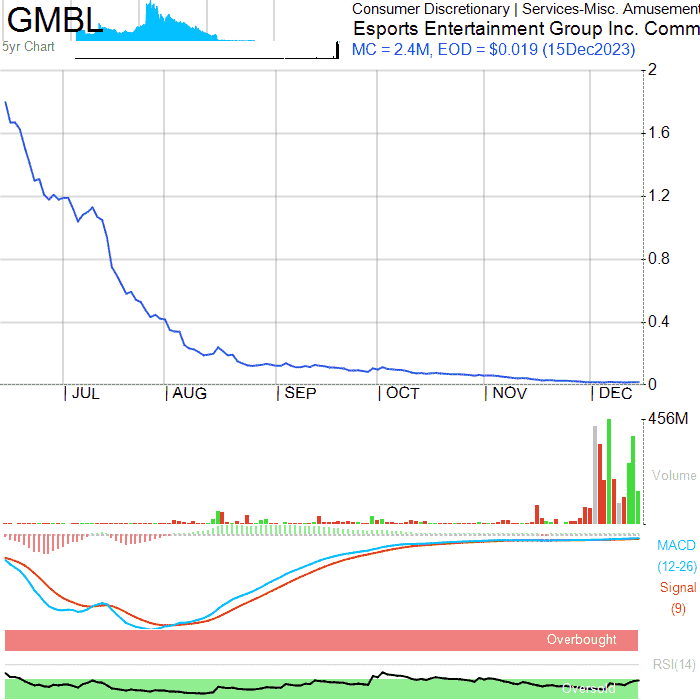 GMBL
Consumer Discretionary | Services-Misc. Amusement
Esports Entertainment Group Inc. Comm
5yr Chart
MC = 2.4M, EOD = $0.019 (15Dec2023)
2
1.6
1.2
0.8
0.4
0
JUL AUG SEP OCT NOV DEC
456M
Volume
MACD
(12-26)
Signal
(9)
Overbought
RSI(14)
Oversold